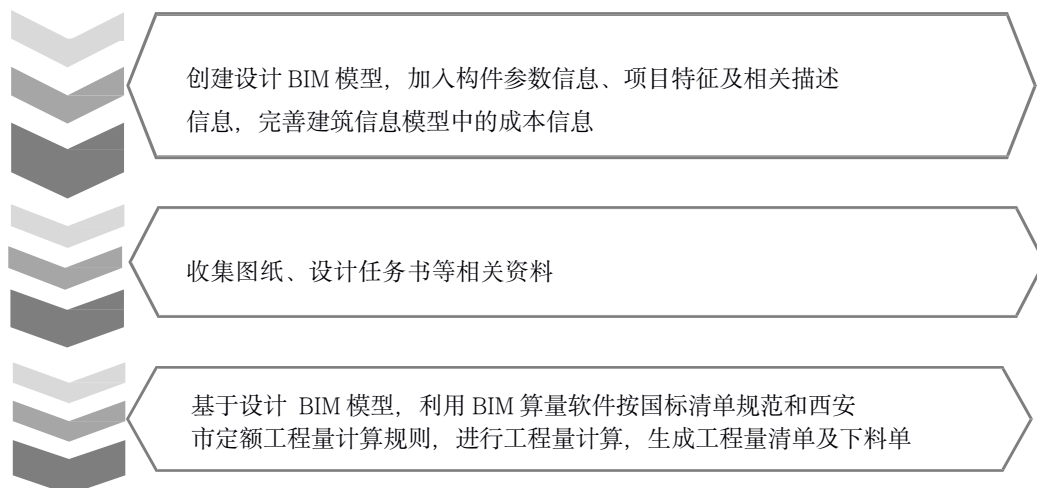 创建设计 BIM 模型，加入构件参数信息、项目特征及相关描述
信息，完善建筑信息模型中的成本信息
收集图纸、设计任务书等相关资料
基于设计 BIM 模型，利用 BIM 算量软件按国标清单规范和西安
市定额工程量计算规则，进行工程量计算，生成工程量清单及下料单